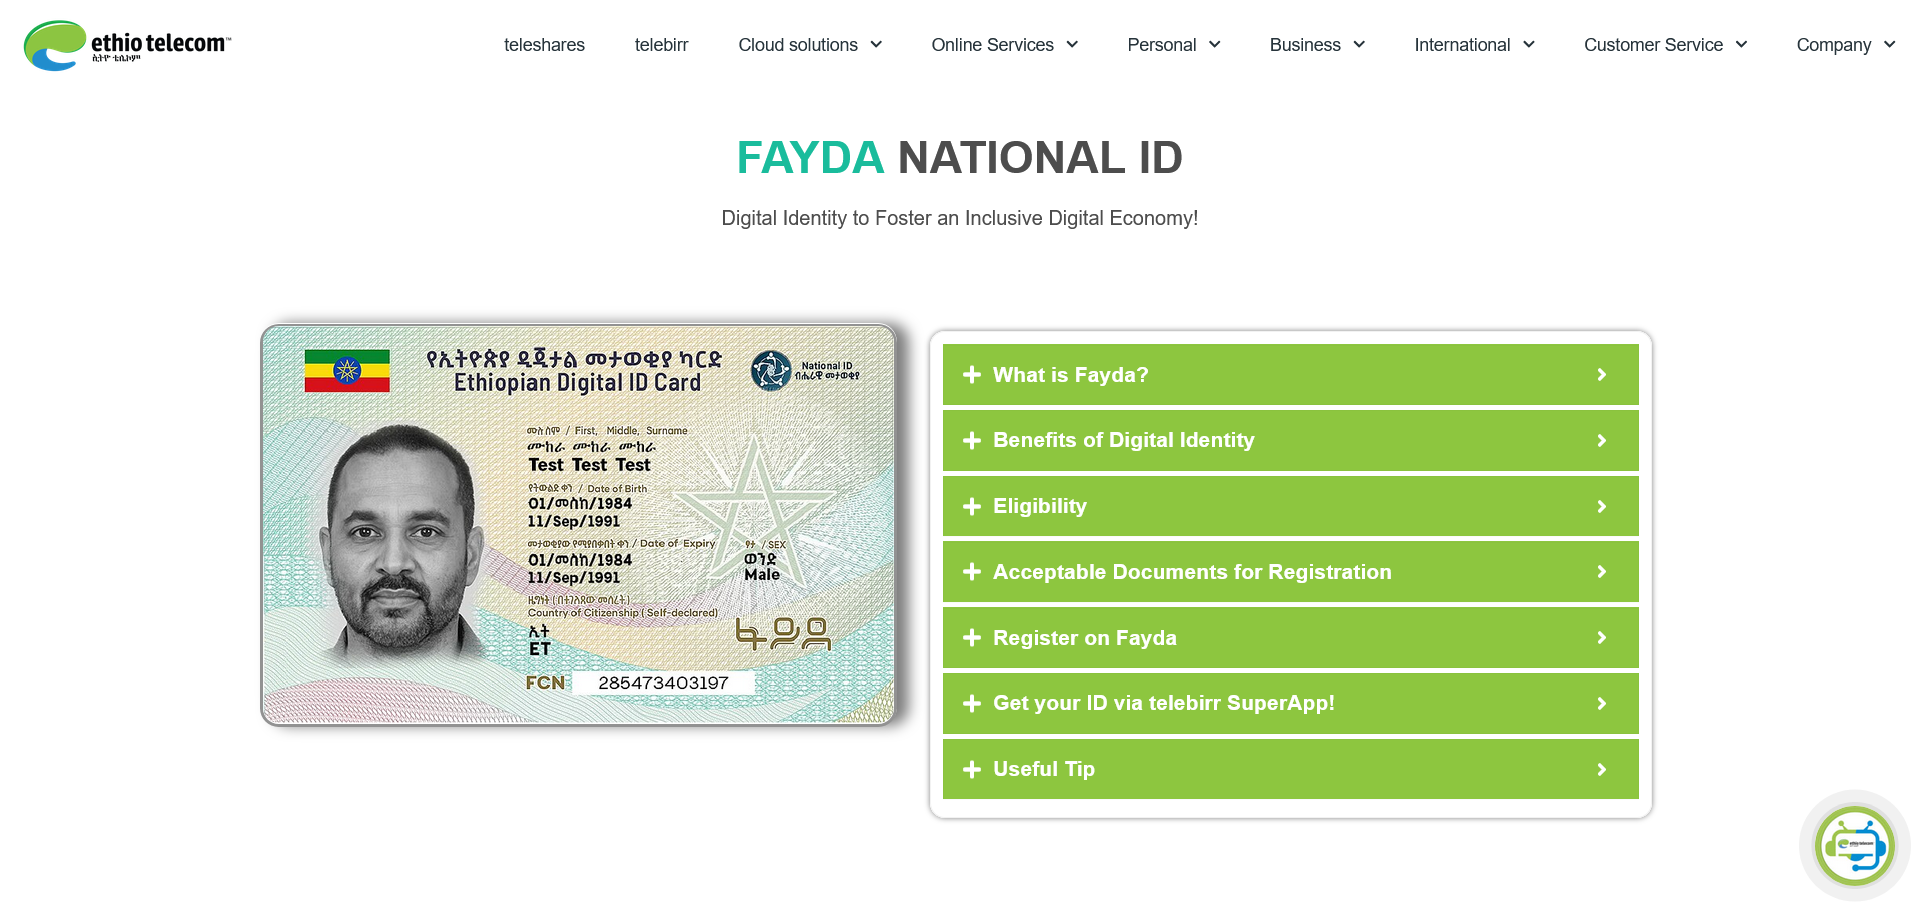 ethio telecom™
ኢትዮ ቴሌኮም
teleshares
telebirr
Cloud solutions
Online Services
Personal
Business
International
Customer Service
Company
FAYDA NATIONAL ID
Digital Identity to Foster an Inclusive Digital Economy!
የኢትዮጵያ ዲጂታል መታወቂያ ካርድ
Ethiopian Digital ID Card
National ID
ብሔራዊ መታወቂያ
ሙሉ ስም / First, Middle, Surname
ሙከራ ሙከራ ሙከራ
Test Test Test
የትውልድ ቀን / Date of Birth
01/መስከ/1984
11/Sep/1991
መታወቂያው የሚያበቃበት ቀን / Date of Expiry
01/መስከ/1984
11/Sep/1991
ፆታ / SEX
ወንድ
Male
ዜግነት ( በተገለጸው መሰረት )
Country of Citizenship ( Self-declared)
ኢት
ET
ፋይዳ
FCN 285473403197
What is Fayda?
Benefits of Digital Identity
Eligibility
Acceptable Documents for Registration
Register on Fayda
Get your ID via telebirr SuperApp!
Useful Tip
ethio telecom